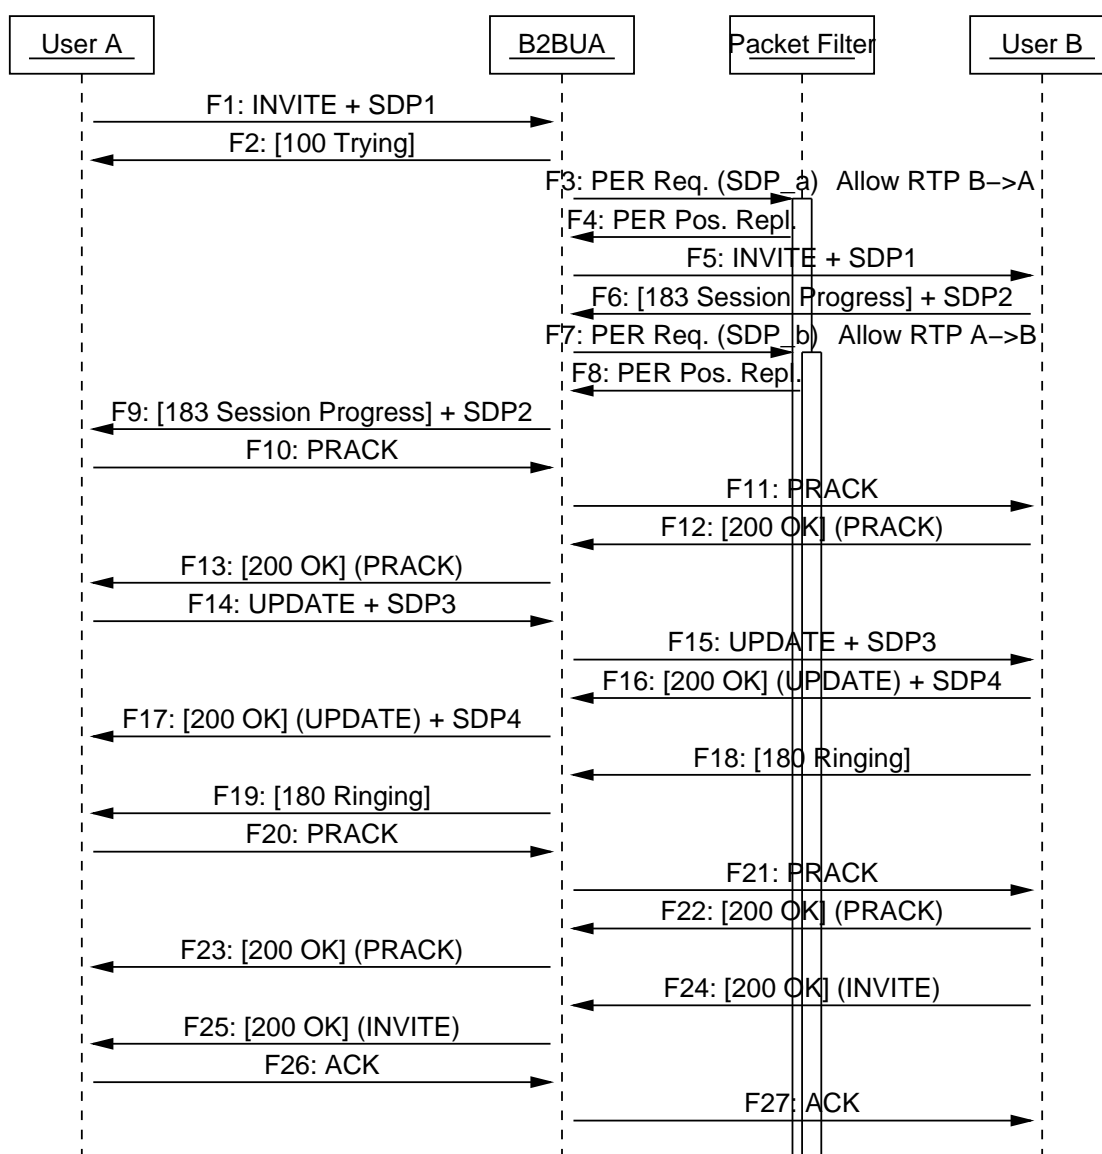 User A
B2BUA
Packet Filter
User B
F1: INVITE + SDP1
F2: [100 Trying]
F3: PER Req. (SDP_a) Allow RTP B−>A
F4: PER Pos. Repl.
F5: INVITE + SDP1
F6: [183 Session Progress] + SDP2
F7: PER Req. (SDP_b) Allow RTP A−>B
F8: PER Pos. Repl.
F9: [183 Session Progress] + SDP2
F10: PRACK
F11: PRACK
F12: [200 OK] (PRACK)
F13: [200 OK] (PRACK)
F14: UPDATE + SDP3
F15: UPDATE + SDP3
F16: [200 OK] (UPDATE) + SDP4
F17: [200 OK] (UPDATE) + SDP4
F18: [180 Ringing]
F19: [180 Ringing]
F20: PRACK
F21: PRACK
F22: [200 OK] (PRACK)
F23: [200 OK] (PRACK)
F24: [200 OK] (INVITE)
F25: [200 OK] (INVITE)
F26: ACK
F27: ACK